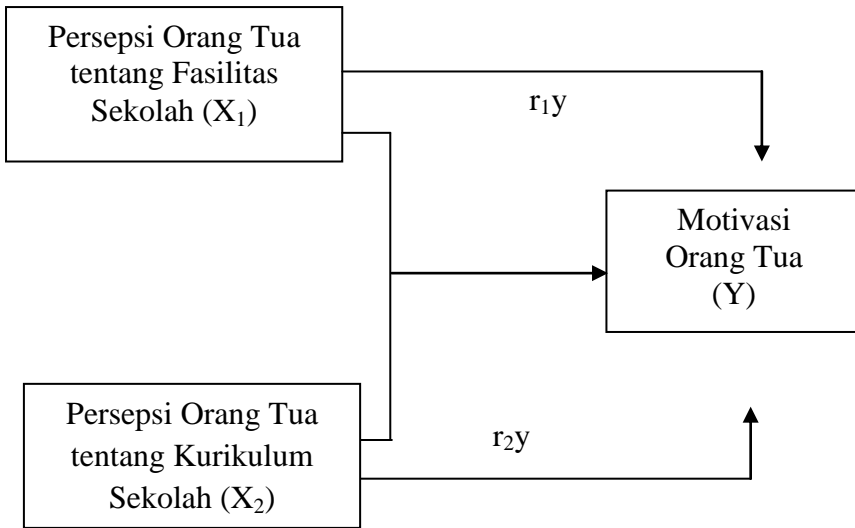 Persepsi Orang Tua
tentang Fasilitas
Sekolah (X₁)
r₁y
Motivasi
Orang Tua
(Y)
Persepsi Orang Tua
tentang Kurikulum
Sekolah (X₂)
r₂y